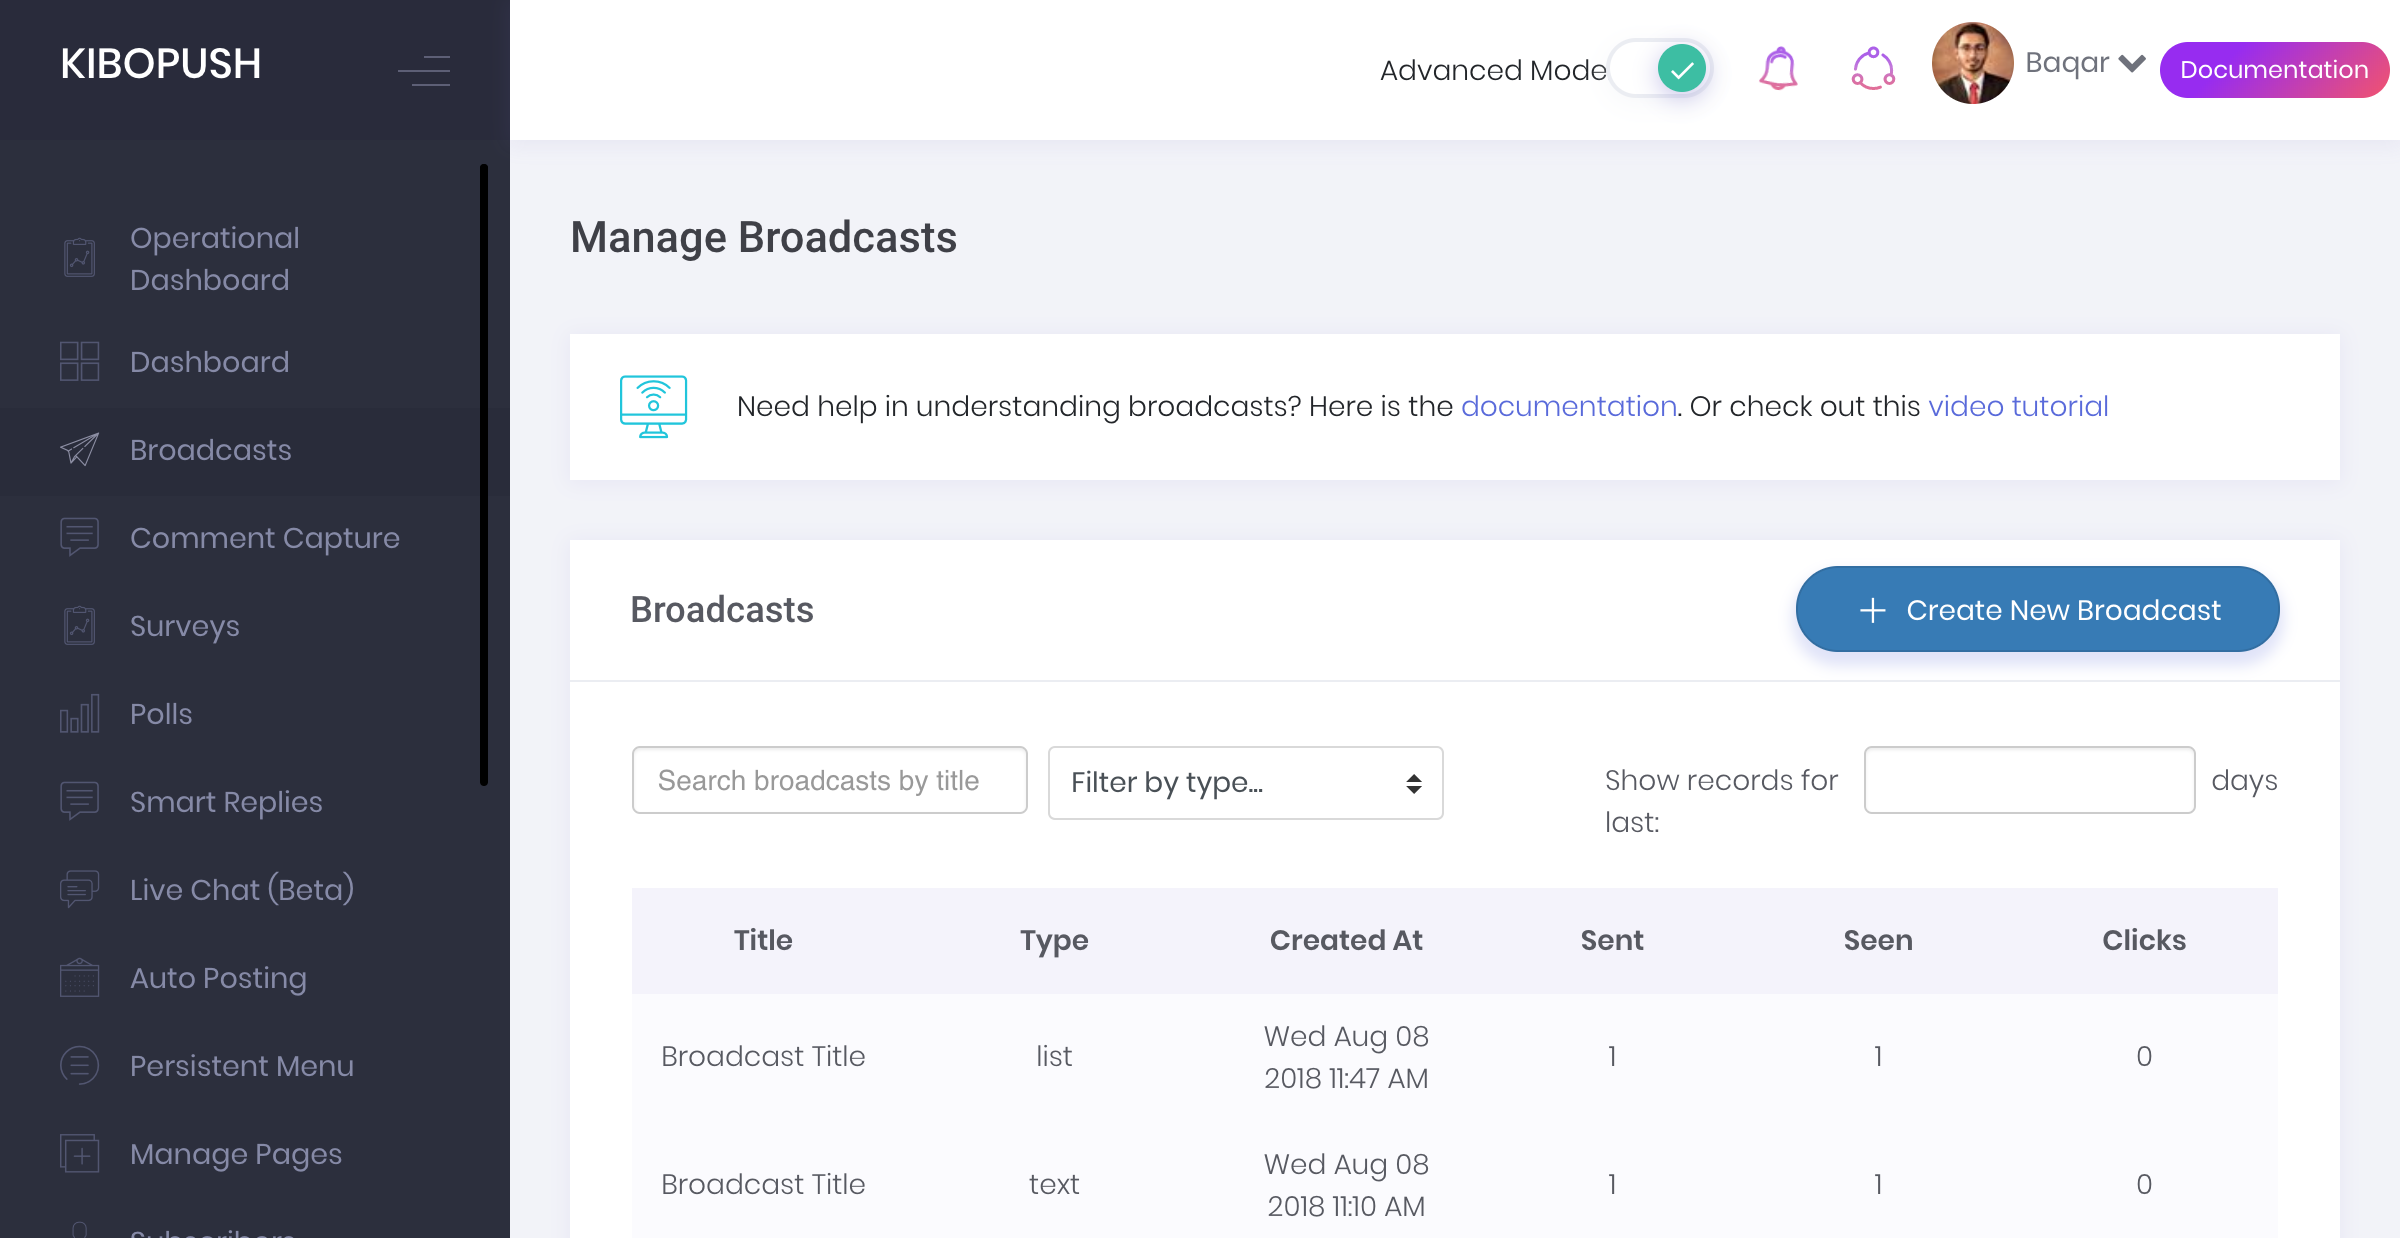 KIBOPUSH
Advanced Mode
Baqar
Documentation
Operational
Dashboard
Dashboard
Broadcasts
Comment Capture
Surveys
Polls
Smart Replies
Live Chat (Beta)
Auto Posting
Persistent Menu
Manage Pages
Subscribers
Manage Broadcasts
Need help in understanding broadcasts? Here is the documentation. Or check out this video tutorial
Broadcasts
Create New Broadcast
Search broadcasts by title
Filter by type...
Show records for
last:
days
Title Type Created At Sent Seen Clicks
Broadcast Title list Wed Aug 08 1 1 0
2018 11:47 AM
Broadcast Title text Wed Aug 08 1 1 0
2018 11:10 AM